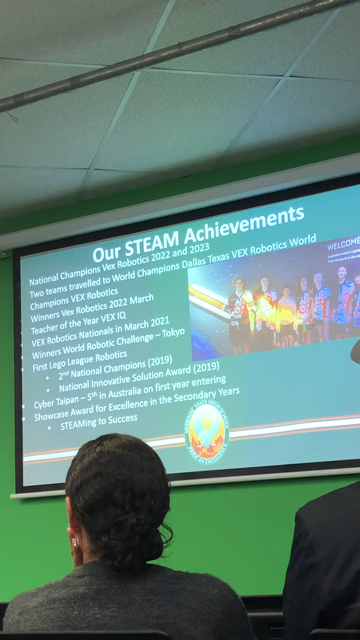 Our STEAM Achievements
National Champions Vex Robotics 2022 and 2023
Two teams travelled to World Champions Dallas Texas VEX Robotics World
Champions VEX Robotics
Winners Vex Robotics 2022 March
Teacher of the Year VEX IQ
VEX Robotics Nationals in March 2021
Winners World Robotic Challenge – Tokyo
First Lego League Robotics
• 2nd National Champions (2019)
• National Innovative Solution Award (2019)
Cyber Taipan – 5th in Australia on first year entering
Showcase Award for Excellence in the Secondary Years
• STEAMing to Success
WELCOME